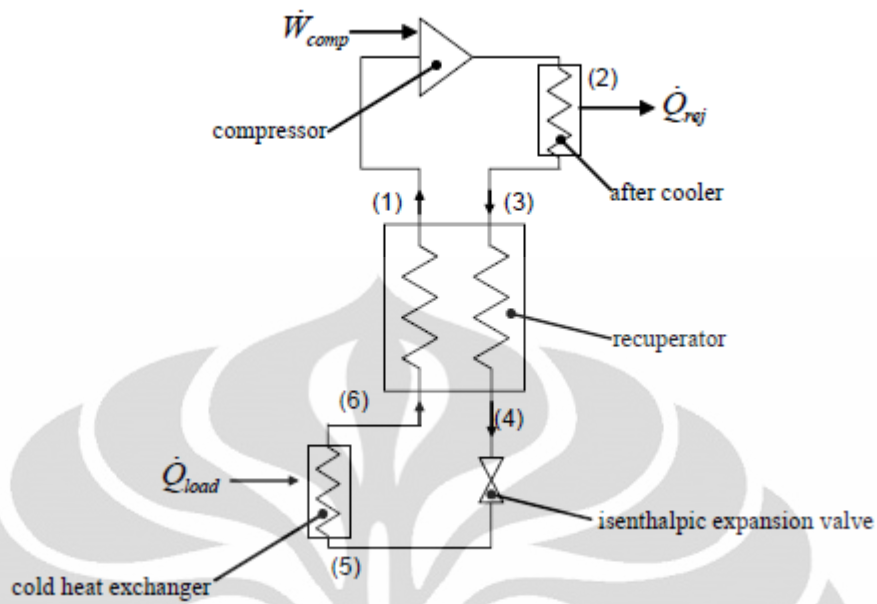 Ẇcomp
(2)
Q̇rej
compressor
after cooler
(1)
(3)
recuperator
(6)
(4)
Q̇load
isenthalpic expansion valve
(5)
cold heat exchanger